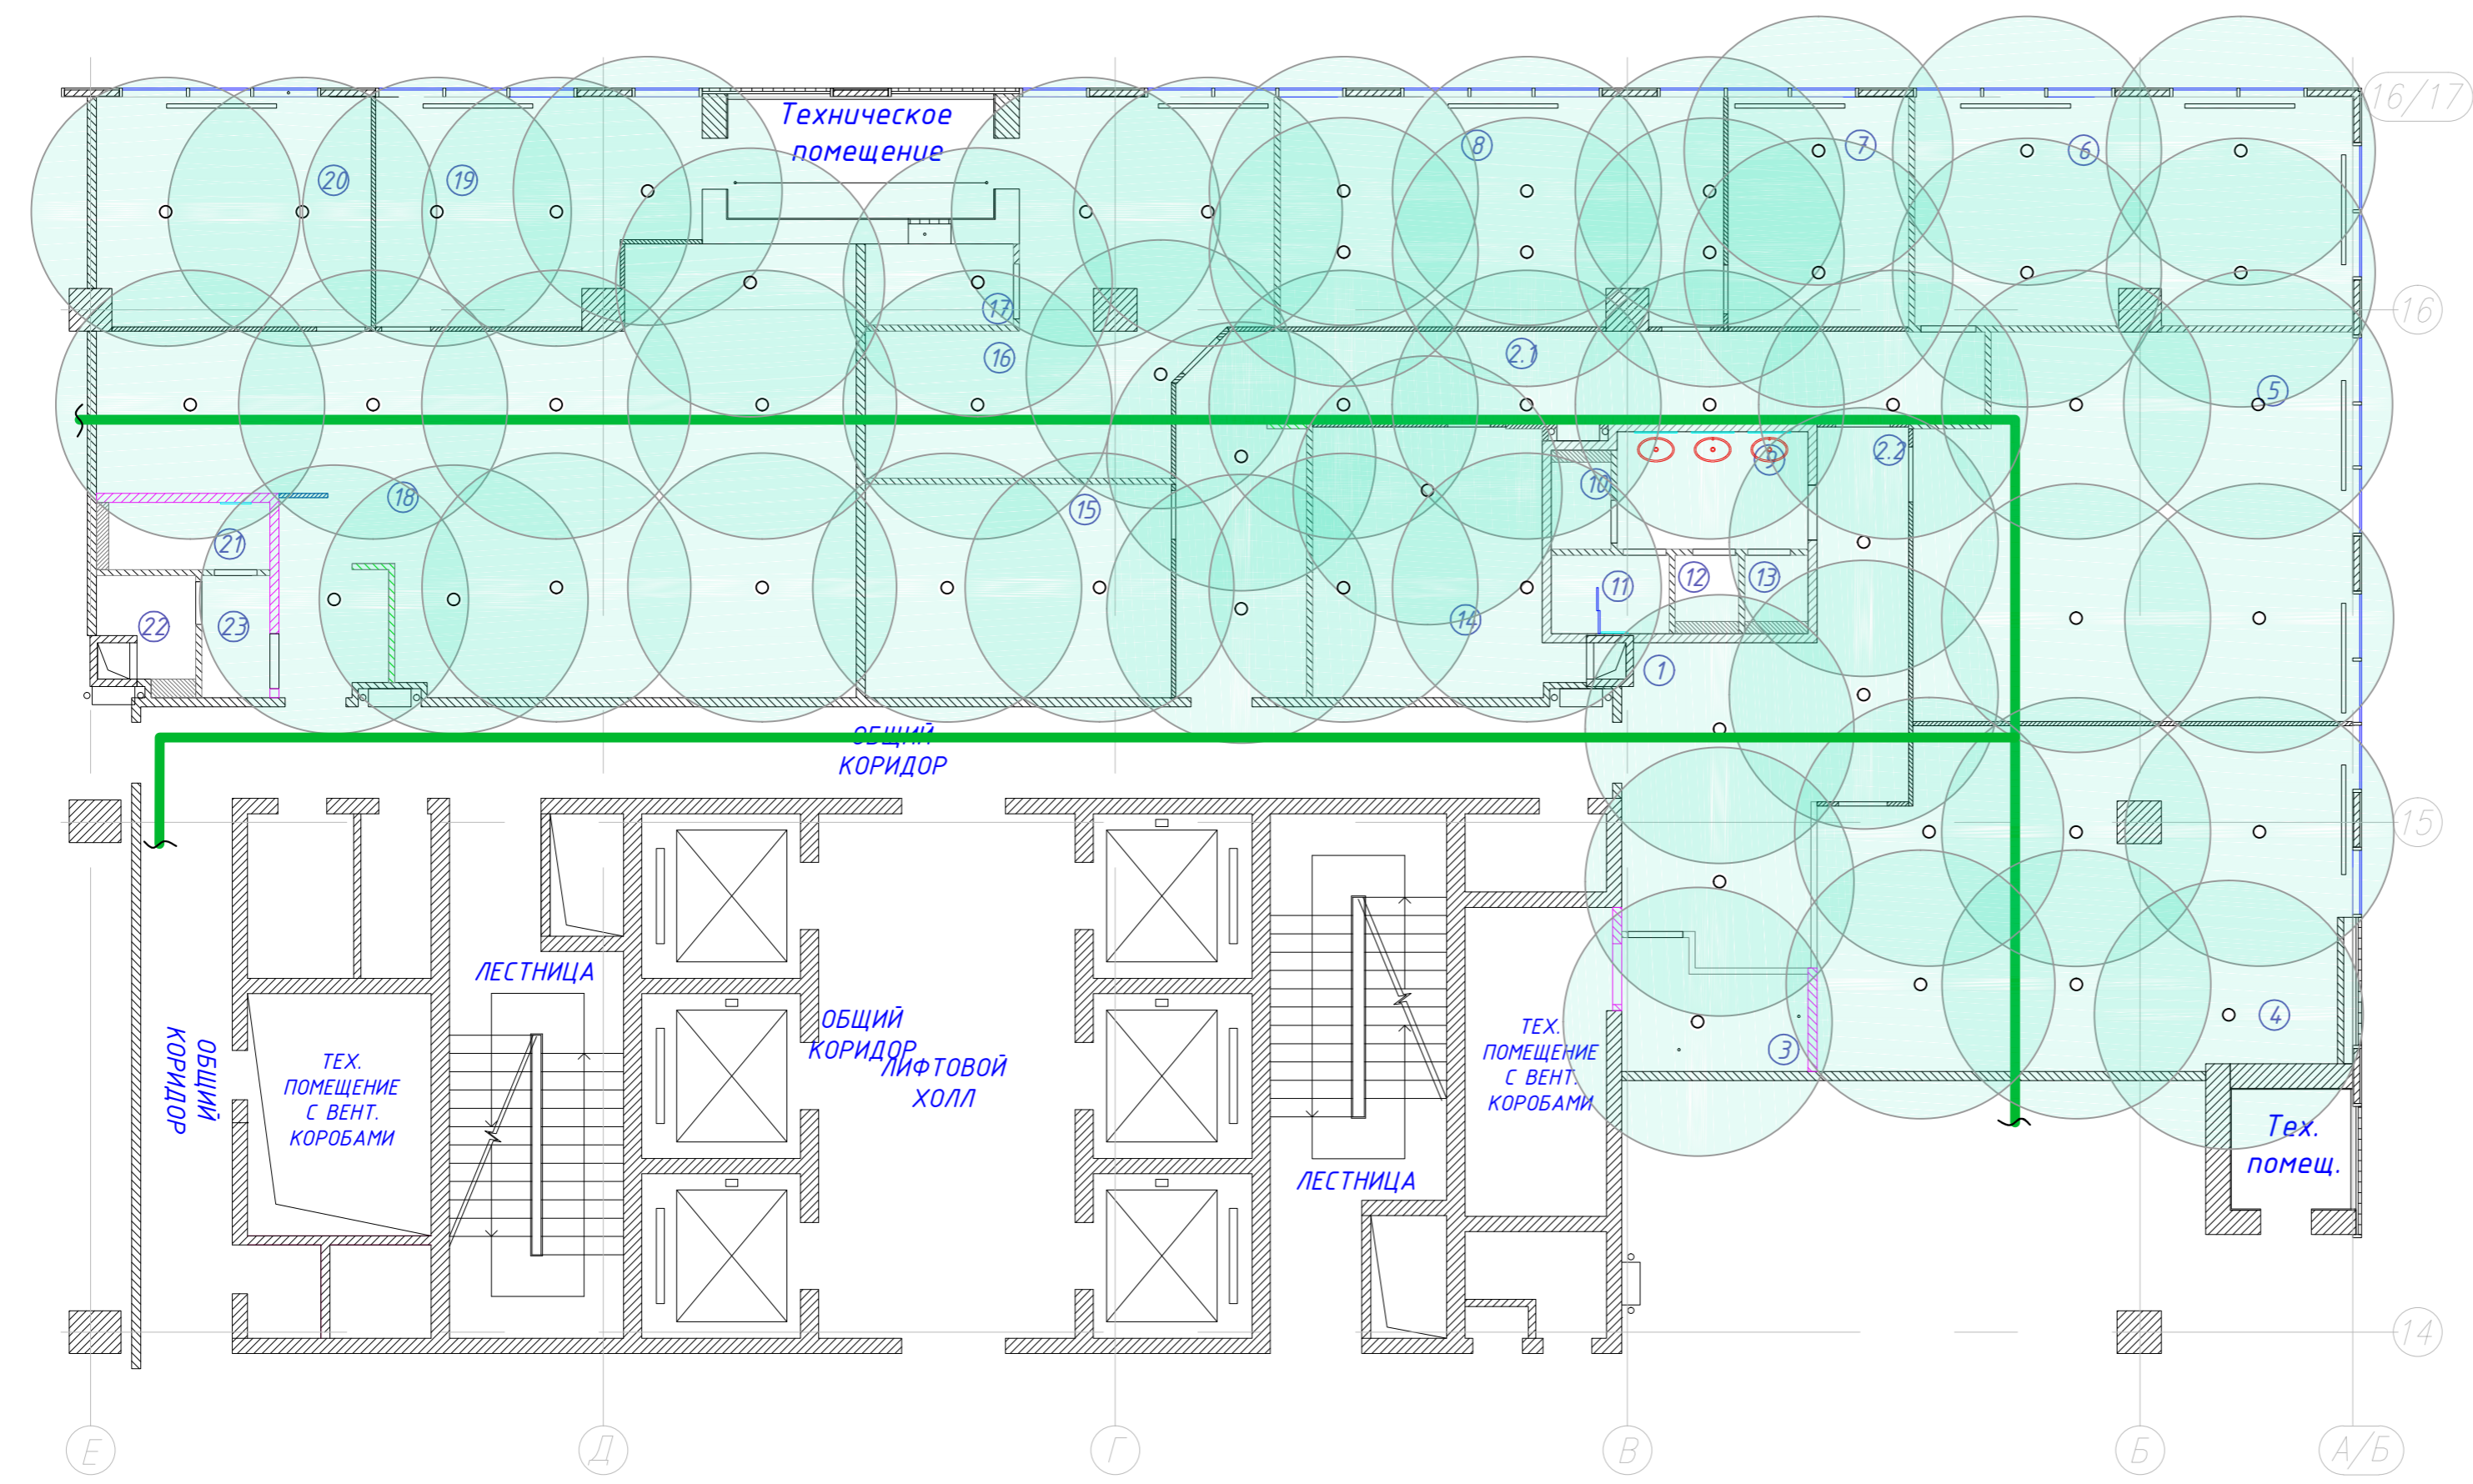 16/17
Техническое
помещение
8
7
6
20
19
17
16
16
2.1
5
2.2
9
10
18
15
21
11
12
13
14
22
23
1
ОБЩИЙ
КОРИДОР
15
ЛЕСТНИЦА
ОБЩИЙ
КОРИДОР
ЛИФТОВОЙ
ХОЛЛ
ОБЩИЙ
КОРИДОР
ТЕХ.
ПОМЕЩЕНИЕ
С ВЕНТ.
КОРОБАМИ
ТЕХ.
ПОМЕЩЕНИЕ
С ВЕНТ.
КОРОБАМИ
3
4
Тех.
помещ.
ЛЕСТНИЦА
14
Е
Д
Г
В
Б
А/Б